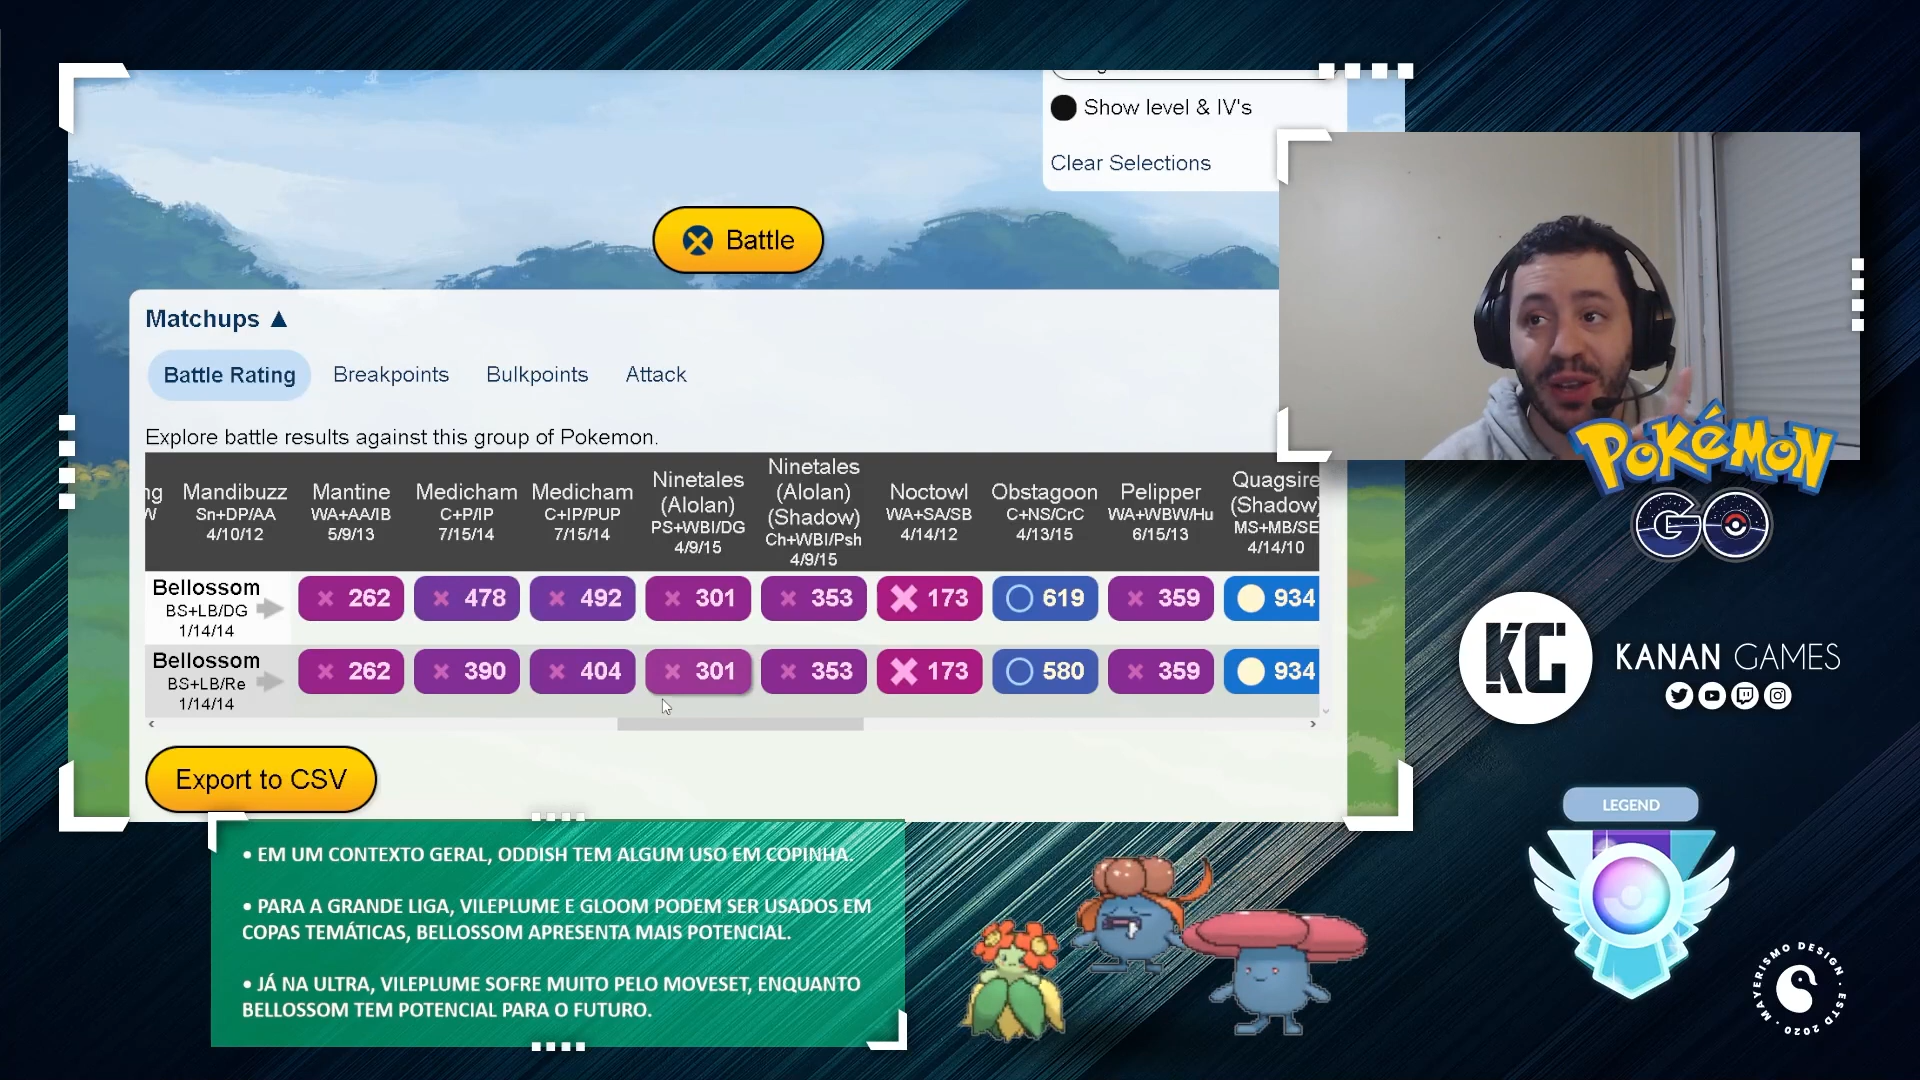 Show level & IV's
Clear Selections
Battle
Matchups ▲
Battle Rating Breakpoints Bulkpoints Attack
Explore battle results against this group of Pokemon.
ng
W
Mandibuzz
Sn+DP/AA
4/10/12
Mantine
WA+AA/IB
5/9/13
Medicham
C+P/IP
7/15/14
Medicham
C+IP/PUP
7/15/14
Ninetales
(Alolan)
PS+WBI/DG
4/9/15
Ninetales
(Alolan)
(Shadow)
Ch+WBI/Psh
4/9/15
Noctowl
WA+SA/SB
4/14/12
Obstagoon
C+NS/CrC
4/13/15
Pelipper
WA+WBW/Hu
6/15/13
Quagsire
(Shadow)
MS+MB/SE
4/14/10
Bellossom
BS+LB/DG
1/14/14
262 478 492 301 353 173 619 359 934
Bellossom
BS+LB/Re
1/14/14
262 390 404 301 353 173 580 359 934
Export to CSV
• EM UM CONTEXTO GERAL, ODDISH TEM ALGUM USO EM COPINHA.
• PARA A GRANDE LIGA, VILEPLUME E GLOOM PODEM SER USADOS EM
COPAS TEMÁTICAS, BELLOSSOM APRESENTA MAIS POTENCIAL.
• JÁ NA ULTRA, VILEPLUME SOFRE MUITO PELO MOVESET, ENQUANTO
BELLOSSOM TEM POTENCIAL PARA O FUTURO.
POKéMON
GO
KG
KANAN GAMES
LEGEND
MAYERISMO DESIGN · ESTD 2020